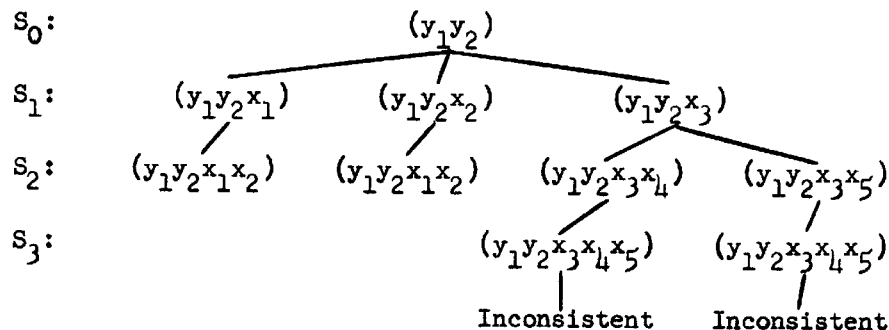 S₀: (y₁y₂)
S₁: (y₁y₂x₁) (y₁y₂x₂) (y₁y₂x₃)
S₂: (y₁y₂x₁x₂) (y₁y₂x₁x₂) (y₁y₂x₃x₄) (y₁y₂x₃x₅)
S₃: (y₁y₂x₃x₄x₅) (y₁y₂x₃x₄x₅)
Inconsistent Inconsistent